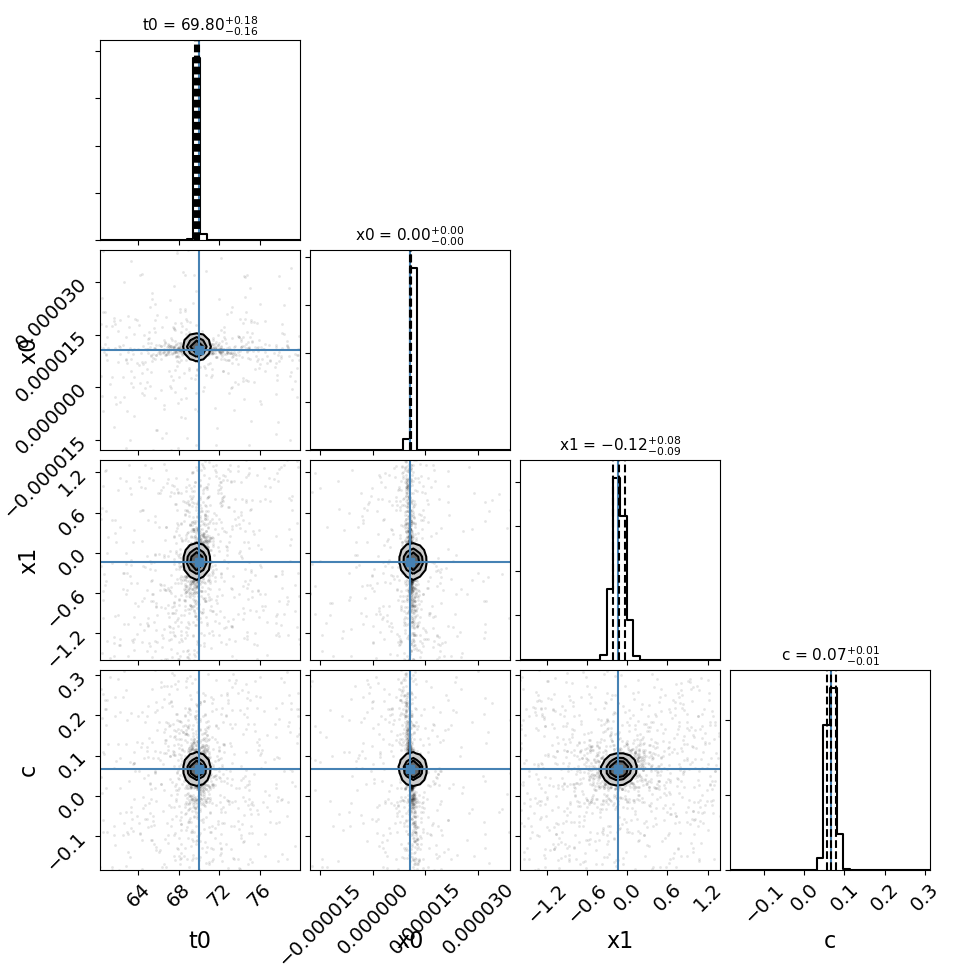 t0 = 69.80+0.18−0.16
x0 = 0.00+0.00−0.00
x0
0.000030
0.000015
0.000000
−0.000015
x1 = −0.12+0.08−0.09
x1
1.2
0.6
0.0
−0.6
−1.2
c = 0.07+0.01−0.01
c
0.3
0.2
0.1
0.0
−0.1
64 68 72 76
−0.000015 0.000000 0.000015 0.000030
−1.2 −0.6 0.0 0.6 1.2
−0.1 0.0 0.1 0.2 0.3
t0 x0 x1 c